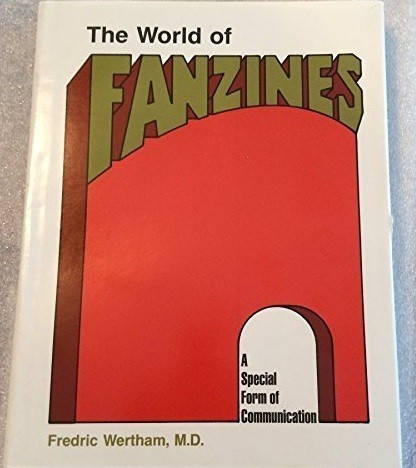 The World of
FANZINES
A
Special
Form of
Communication
Fredric Wertham, M.D.